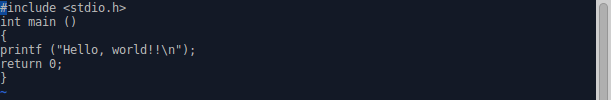 #include <stdio.h>
int main ()
{
printf ("Hello, world!!\n");
return 0;
}
~